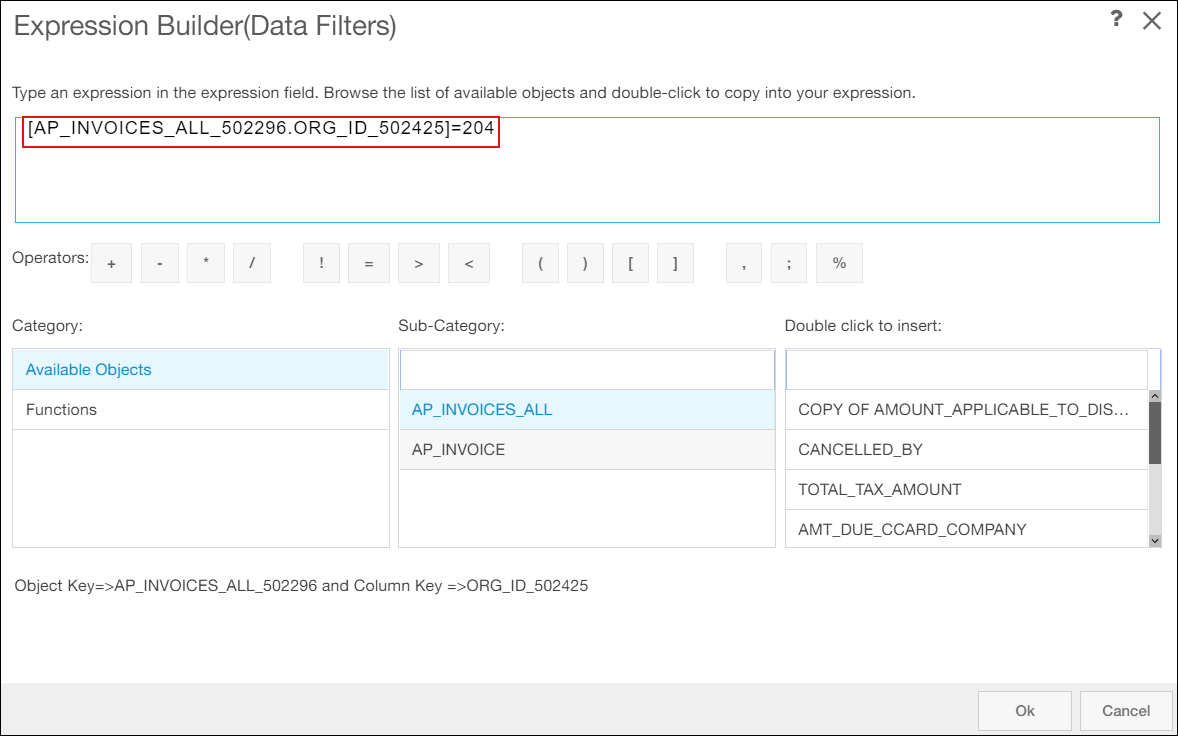 Expression Builder(Data Filters)
?
Type an expression in the expression field. Browse the list of available objects and double-click to copy into your expression.
[AP_INVOICES_ALL_502296.ORG_ID_502425]=204
Operators: + - * / ! = > < ( ) [ ] , ; %
Category: Sub-Category: Double click to insert:
Available Objects
Functions
AP_INVOICES_ALL
AP_INVOICE
COPY OF AMOUNT_APPLICABLE_TO_DIS...
CANCELLED_BY
TOTAL_TAX_AMOUNT
AMT_DUE_CCARD_COMPANY
Object Key=>AP_INVOICES_ALL_502296 and Column Key =>ORG_ID_502425
Ok Cancel